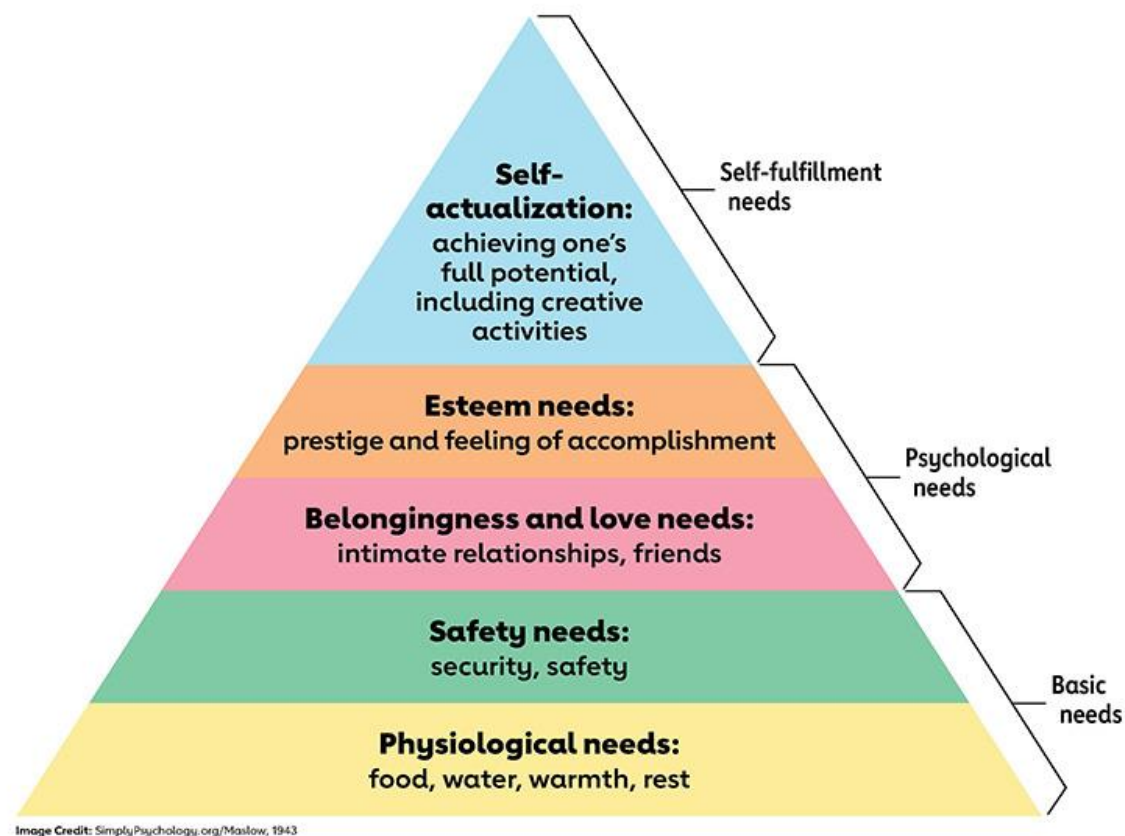 Self-
actualization:
achieving one's
full potential,
including creative
activities
Self-fulfillment
needs
Esteem needs:
prestige and feeling of accomplishment
Psychological
needs
Belongingness and love needs:
intimate relationships, friends
Safety needs:
security, safety
Basic
needs
Physiological needs:
food, water, warmth, rest
Image Credit: SimplyPsychology.org/Maslow, 1943